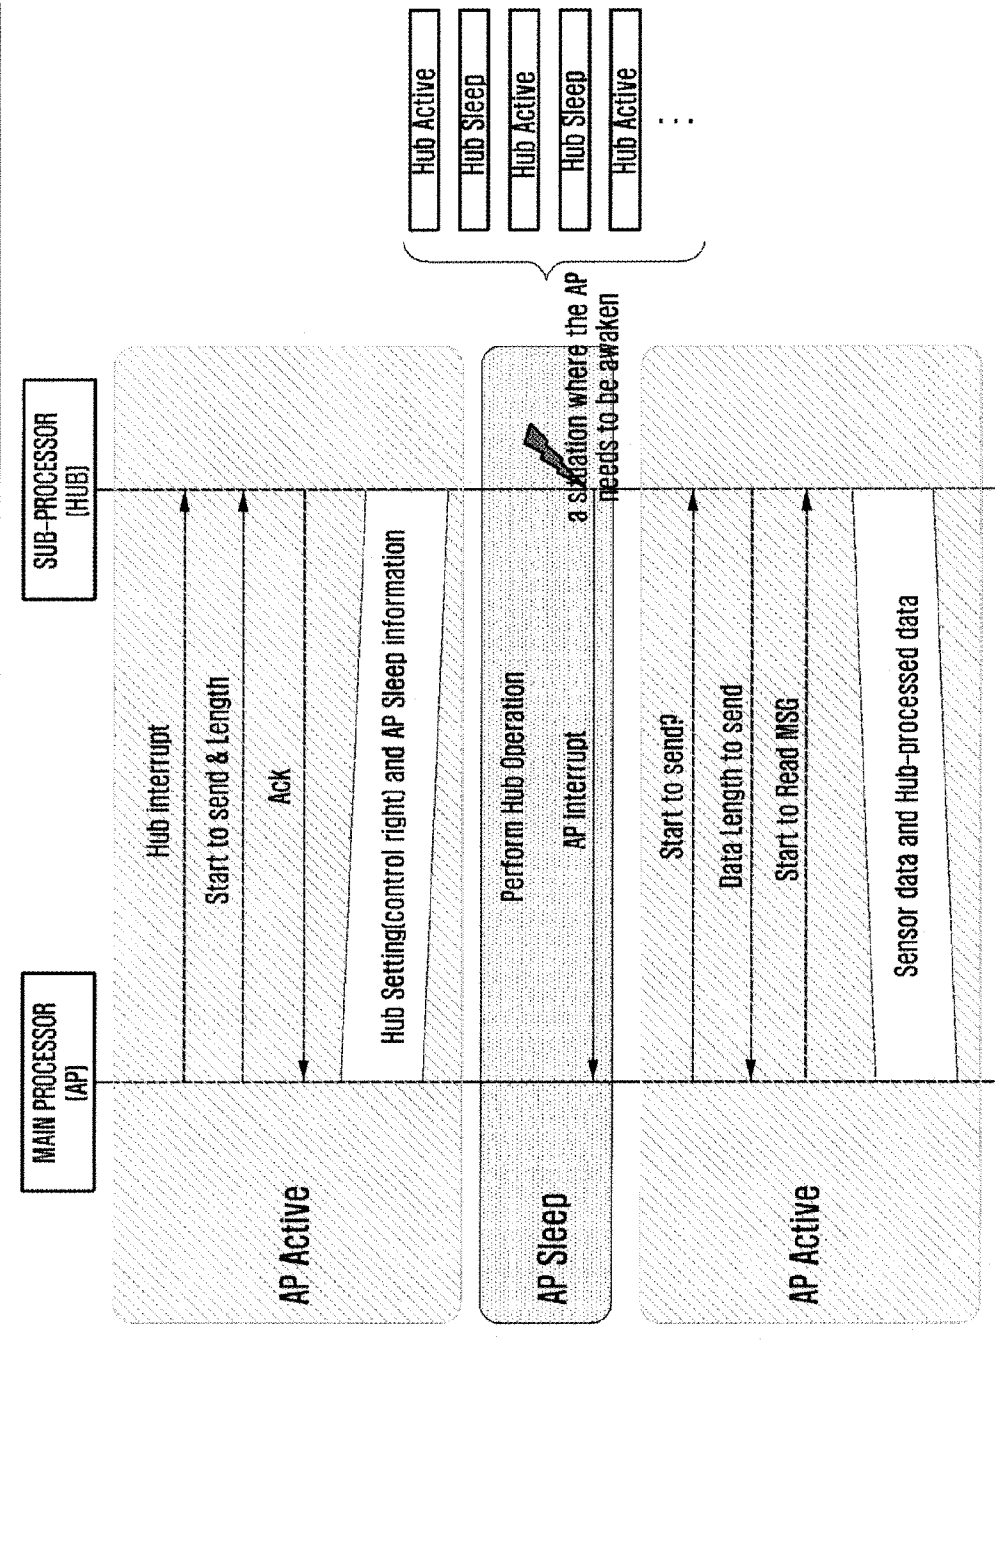 MAIN PROCESSOR
(AP)
SUB-PROCESSOR
(HUB)
AP Active
Hub interrupt
Start to send & Length
Ack
Hub Setting(control right) and AP Sleep information
AP Sleep
Perform Hub Operation
AP Interrupt
a situation where the AP
needs to be awaken
Hub Active
Hub Sleep
Hub Active
Hub Sleep
Hub Active
...
AP Active
Start to send?
Data Length to send
Start to Read MSG
Sensor data and Hub-processed data